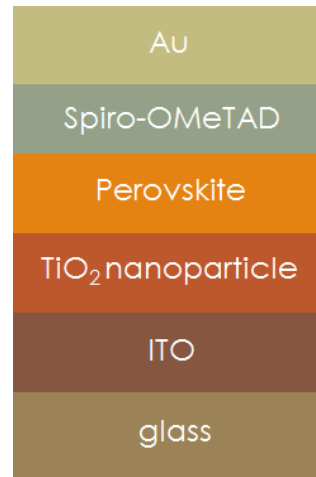 Au
Spiro-OMeTAD
Perovskite
TiO₂ nanoparticle
ITO
glass